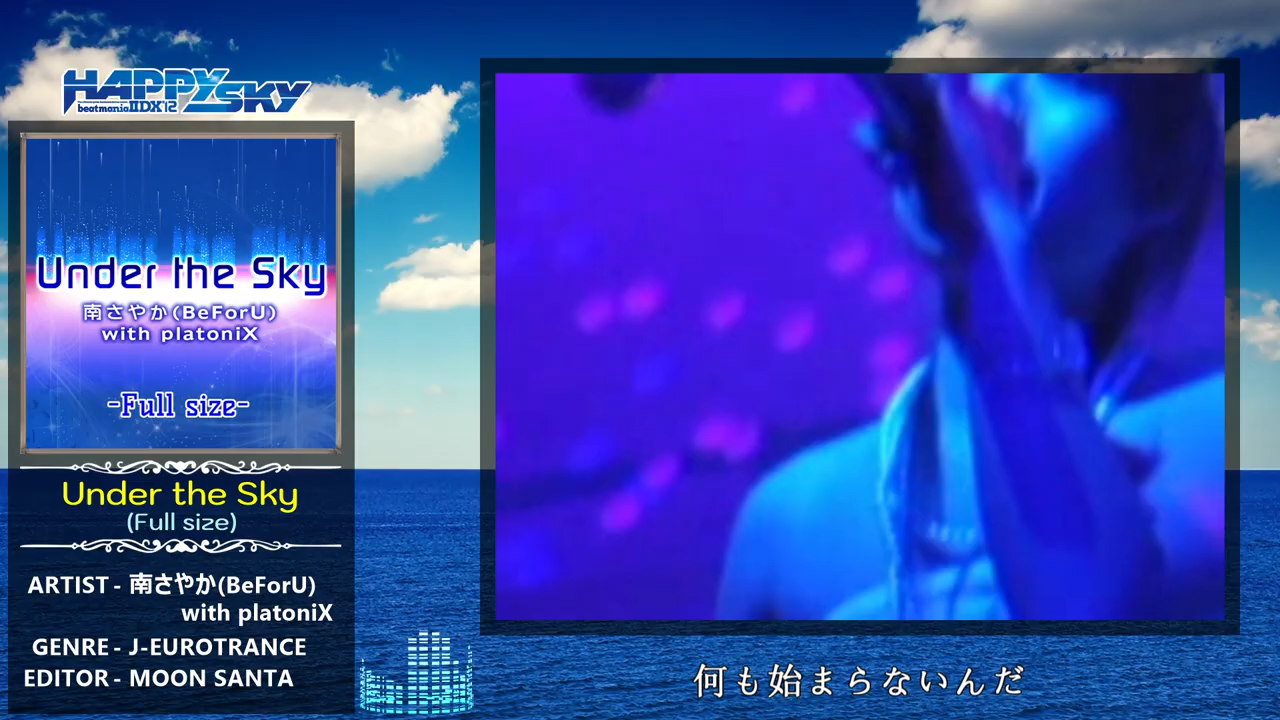 HAPPY SKY
beatmania IIDX 12
Under the Sky
南さやか(BeForU)
with platoniX
-Full size-
Under the Sky
(Full size)
ARTIST - 南さやか(BeForU)
with platoniX
GENRE - J-EUROTRANCE
EDITOR - MOON SANTA
何も始まらないんだ